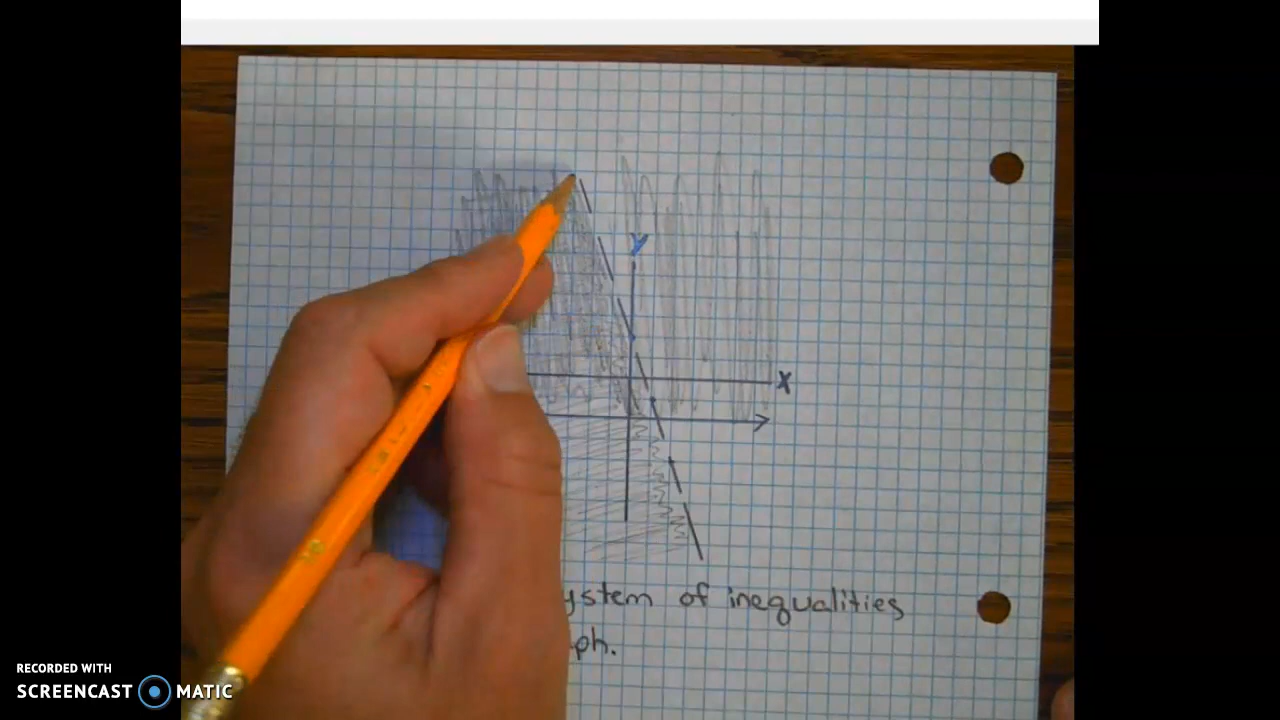 Y
X
ystem of inequalities
ph.
RECORDED WITH
SCREENCAST MATIC